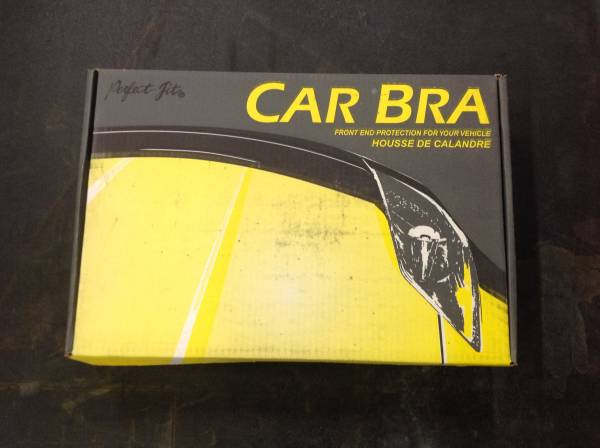 Perfect Fit®
CAR BRA
FRONT END PROTECTION FOR YOUR VEHICLE
HOUSSE DE CALANDRE